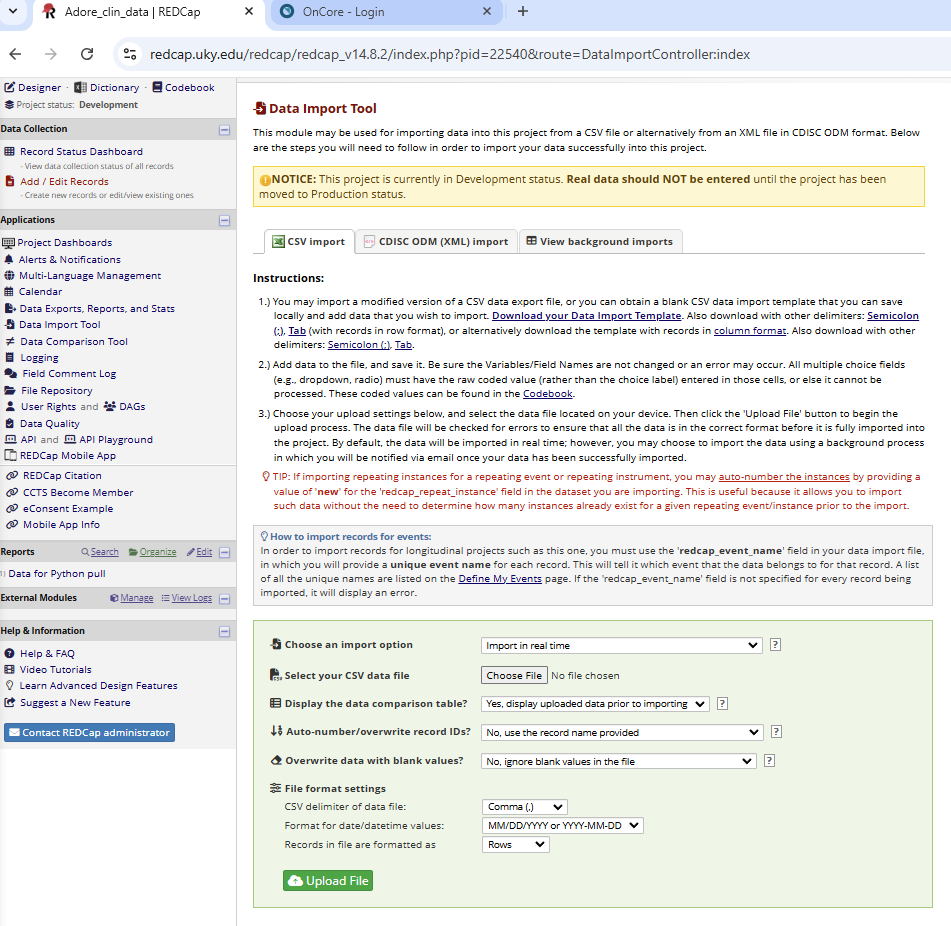 Adore_clin_data | REDCap
OnCore - Login
redcap.uky.edu/redcap/redcap_v14.8.2/index.php?pid=22540&route=DataImportController:index
Designer · Dictionary · Codebook
Project status: Development
Data Collection
Record Status Dashboard
- View data collection status of all records
Add / Edit Records
- Create new records or edit/view existing ones
Applications
Project Dashboards
Alerts & Notifications
Multi-Language Management
Calendar
Data Exports, Reports, and Stats
Data Import Tool
Data Comparison Tool
Logging
Field Comment Log
File Repository
User Rights and DAGs
Data Quality
API and API Playground
REDCap Mobile App
REDCap Citation
CCTS Become Member
eConsent Example
Mobile App Info
Reports Search Organize Edit
1) Data for Python pull
External Modules Manage View Logs
Help & Information
Help & FAQ
Video Tutorials
Learn Advanced Design Features
Suggest a New Feature
Contact REDCap administrator
Data Import Tool
This module may be used for importing data into this project from a CSV file or alternatively from an XML file in CDISC ODM format. Below
are the steps you will need to follow in order to import your data successfully into this project.
NOTICE: This project is currently in Development status. Real data should NOT be entered until the project has been
moved to Production status.
CSV import
CDISC ODM (XML) import
View background imports
Instructions:
1.) You may import a modified version of a CSV data export file, or you can obtain a blank CSV data import template that you can save
locally and add data that you wish to import. Download your Data Import Template. Also download with other delimiters: Semicolon
(;), Tab (with records in row format), or alternatively download the template with records in column format. Also download with other
delimiters: Semicolon (;), Tab.
2.) Add data to the file, and save it. Be sure the Variables/Field Names are not changed or an error may occur. All multiple choice fields
(e.g., dropdown, radio) must have the raw coded value (rather than the choice label) entered in those cells, or else it cannot be
processed. These coded values can be found in the Codebook.
3.) Choose your upload settings below, and select the data file located on your device. Then click the 'Upload File' button to begin the
upload process. The data file will be checked for errors to ensure that all the data is in the correct format before it is fully imported into
the project. By default, the data will be imported in real time; however, you may choose to import the data using a background process
in which you will be notified via email once your data has been successfully imported.
TIP: If importing repeating instances for a repeating event or repeating instrument, you may auto-number the instances by providing a
value of 'new' for the 'redcap_repeat_instance' field in the dataset you are importing. This is useful because it allows you to import
such data without the need to determine how many instances already exist for a given repeating event/instance prior to the import.
How to import records for events:
In order to import records for longitudinal projects such as this one, you must use the 'redcap_event_name' field in your data import file,
in which you will provide a unique event name for each record. This will tell it which event that the data belongs to for that record. A list
of all the unique names are listed on the Define My Events page. If the 'redcap_event_name' field is not specified for every record being
imported, it will display an error.
Choose an import option Import in real time ?
Select your CSV data file Choose File No file chosen
Display the data comparison table? Yes, display uploaded data prior to importing ?
Auto-number/overwrite record IDs? No, use the record name provided ?
Overwrite data with blank values? No, ignore blank values in the file ?
File format settings
CSV delimiter of data file: Comma (,)
Format for date/datetime values: MM/DD/YYYY or YYYY-MM-DD
Records in file are formatted as Rows
Upload File